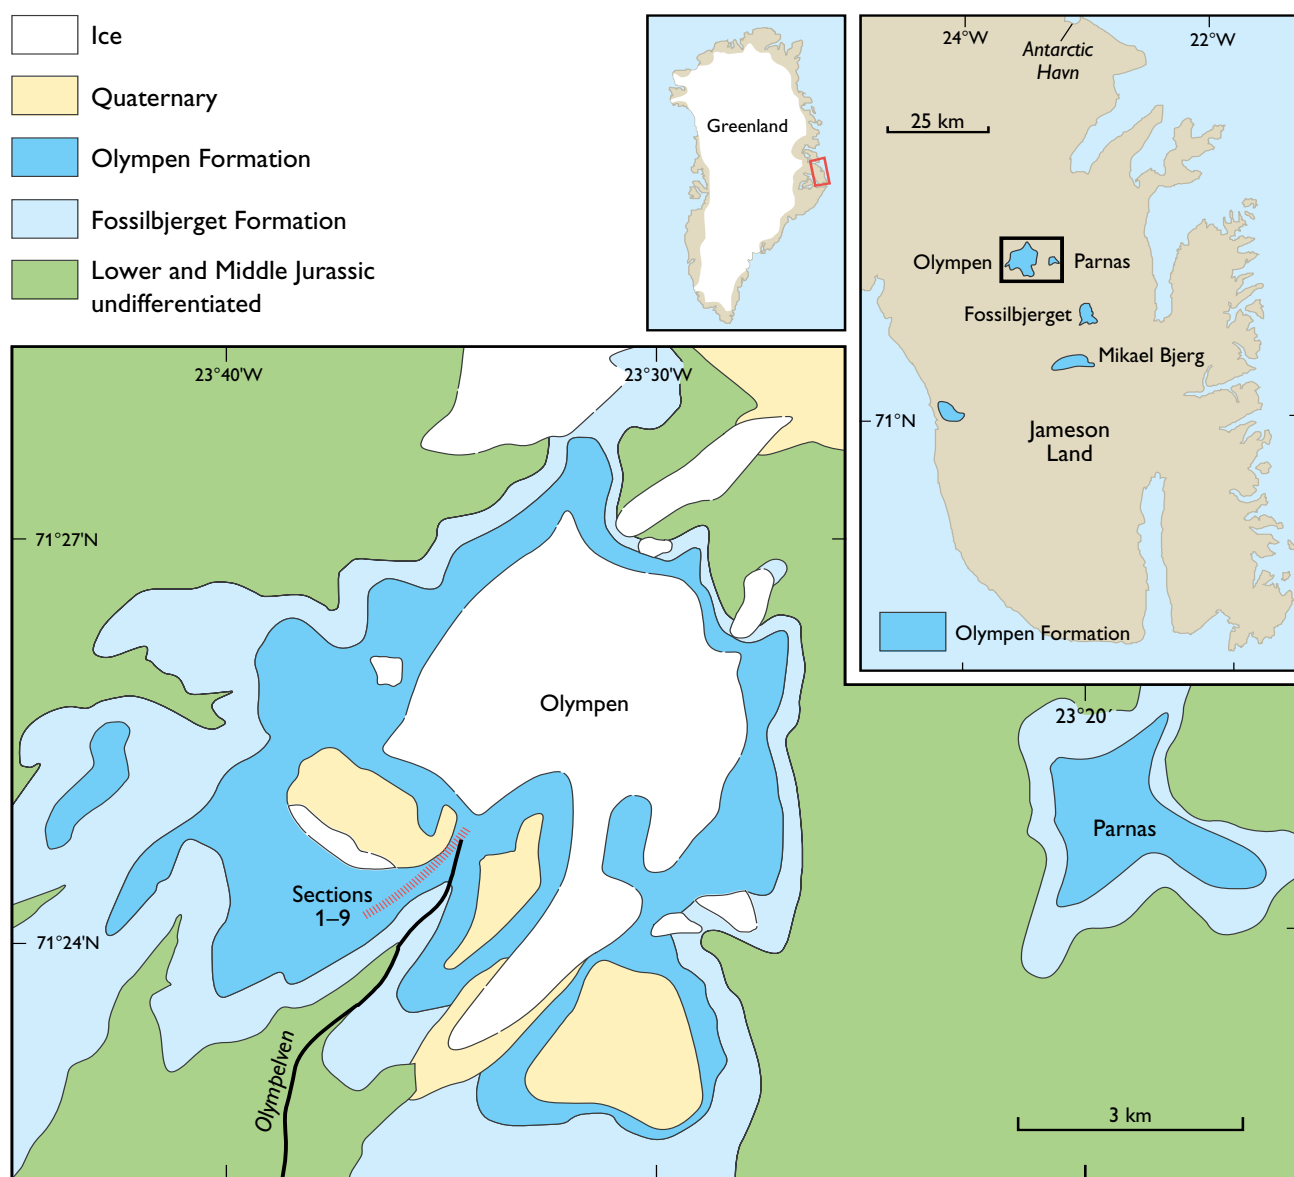 Ice
Quaternary
Olympen Formation
Fossilbjerget Formation
Lower and Middle Jurassic
undifferentiated
Greenland
24°W
22°W
Antarctic
Havn
25 km
Olympen
Parnas
Fossilbjerget
Mikael Bjerg
71°N
Jameson
Land
Olympen Formation
23°40'W
23°30'W
71°27'N
Olympen
23°20'
Parnas
Sections
1–9
71°24'N
Olympelven
3 km